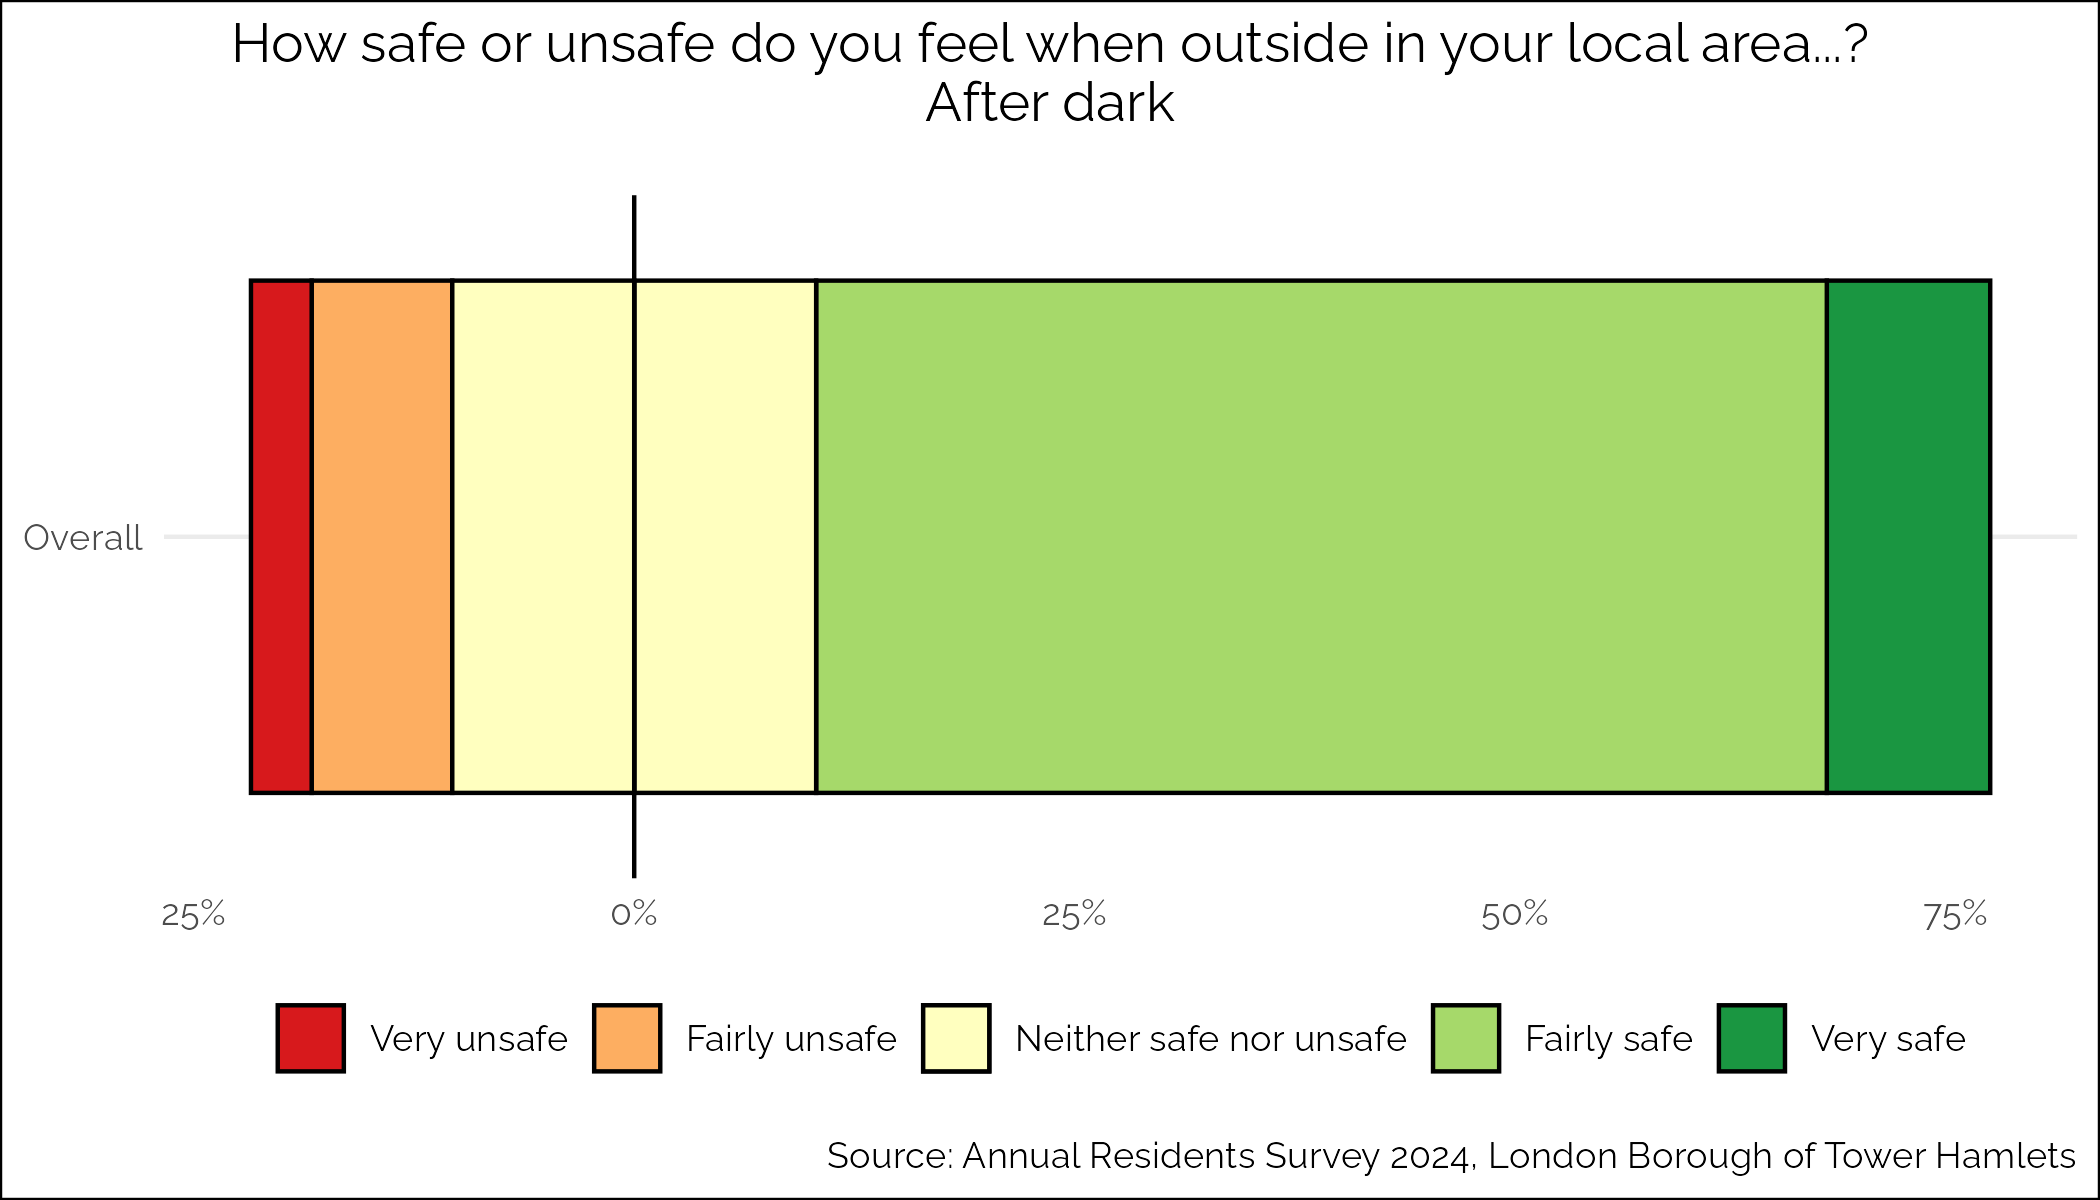 How safe or unsafe do you feel when outside in your local area...?
After dark
Overall
25% 0% 25% 50% 75%
Very unsafe Fairly unsafe Neither safe nor unsafe Fairly safe Very safe
Source: Annual Residents Survey 2024, London Borough of Tower Hamlets